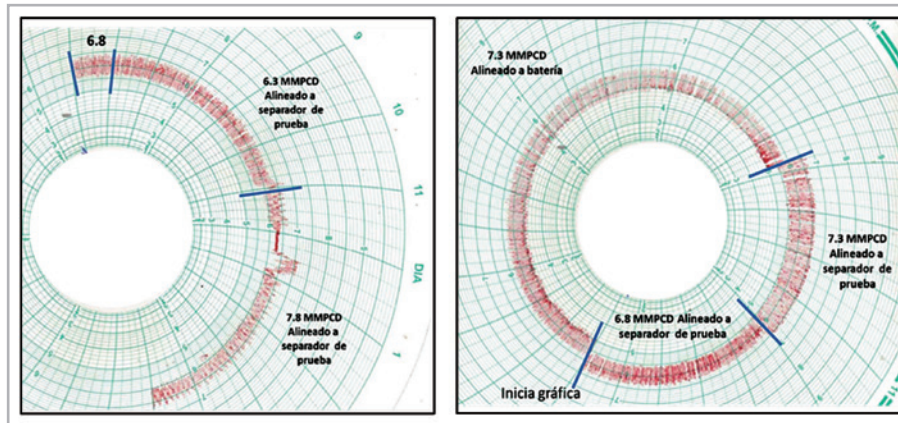 6.8
6.3 MMPCD
Alineado a
separador de
prueba
9
10
11
DIA
1
7.8 MMPCD
Alineado a
separador de
prueba
7.3 MMPCD
Alineado a batería
7.3 MMPCD
Alineado a
separador de
prueba
6.8 MMPCD Alineado a
separador de prueba
Inicia gráfica